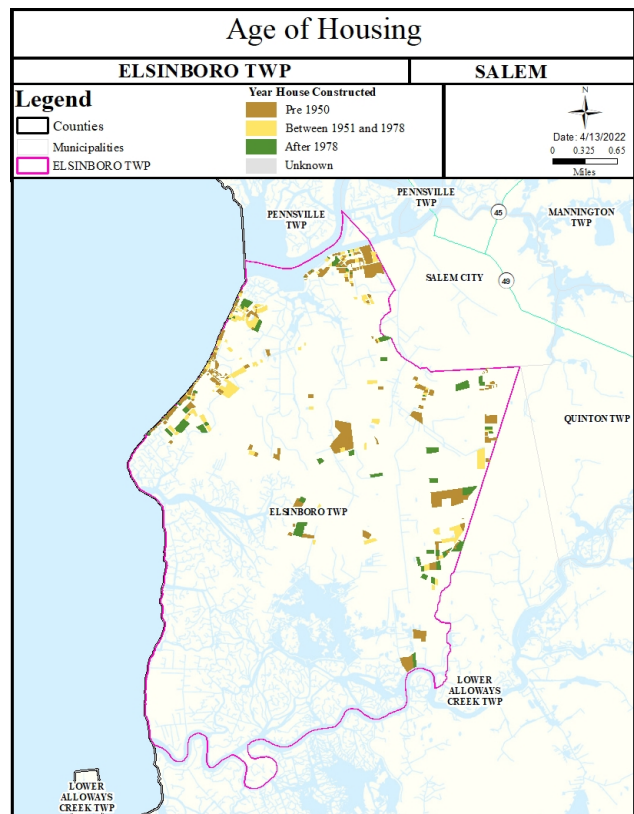 Age of Housing
ELSINBORO TWP
SALEM
Legend
Counties
Municipalities
ELSINBORO TWP
Year House Constructed
Pre 1950
Between 1951 and 1978
After 1978
Unknown
N
Date: 4/13/2022
0 0.325 0.65
Miles
PENNSVILLE
TWP
PENNSVILLE
TWP
45
MANNINGTON
TWP
SALEM CITY
49
QUINTON TWP
ELSINBORO TWP
LOWER
ALLOWAYS
CREEK TWP
LOWER
ALLOWAYS
CREEK TWP